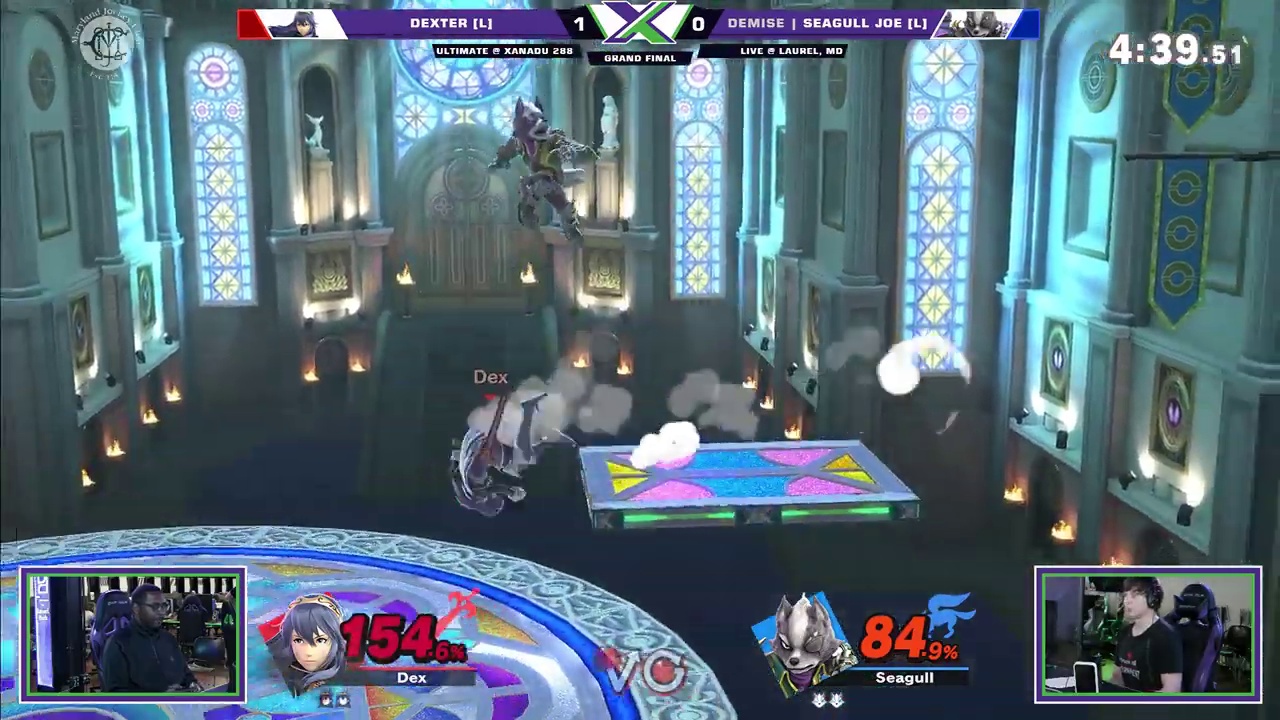 DEXTER [L]
1
0
DEMISE | SEAGULL JOE [L]
ULTIMATE @ XANADU 288
GRAND FINAL
LIVE @ LAUREL, MD
4:39.51
Dex
154.6%
Dex
84.9%
Seagull